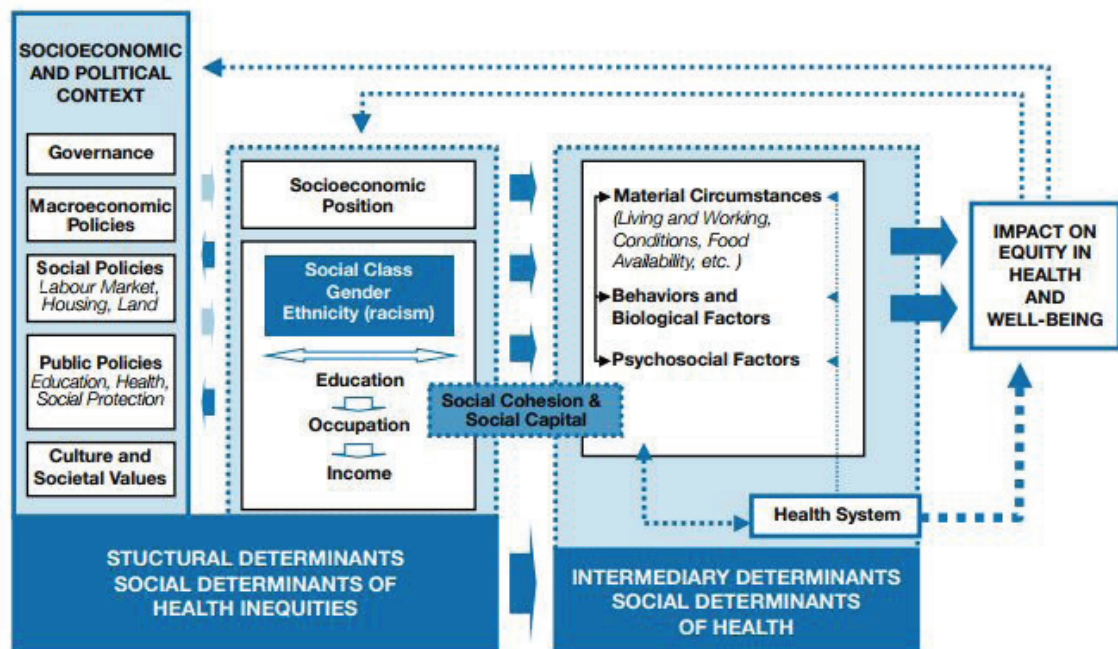 SOCIOECONOMIC
AND POLITICAL
CONTEXT
Governance
Macroeconomic
Policies
Social Policies
Labour Market,
Housing, Land
Public Policies
Education, Health,
Social Protection
Culture and
Societal Values
Socioeconomic
Position
Social Class
Gender
Ethnicity (racism)
Education
Occupation
Income
Social Cohesion &
Social Capital
Material Circumstances
(Living and Working,
Conditions, Food
Availability, etc. )
Behaviors and
Biological Factors
Psychosocial Factors
Health System
IMPACT ON
EQUITY IN
HEALTH
AND
WELL-BEING
STUCTURAL DETERMINANTS
SOCIAL DETERMINANTS OF
HEALTH INEQUITIES
INTERMEDIARY DETERMINANTS
SOCIAL DETERMINANTS
OF HEALTH